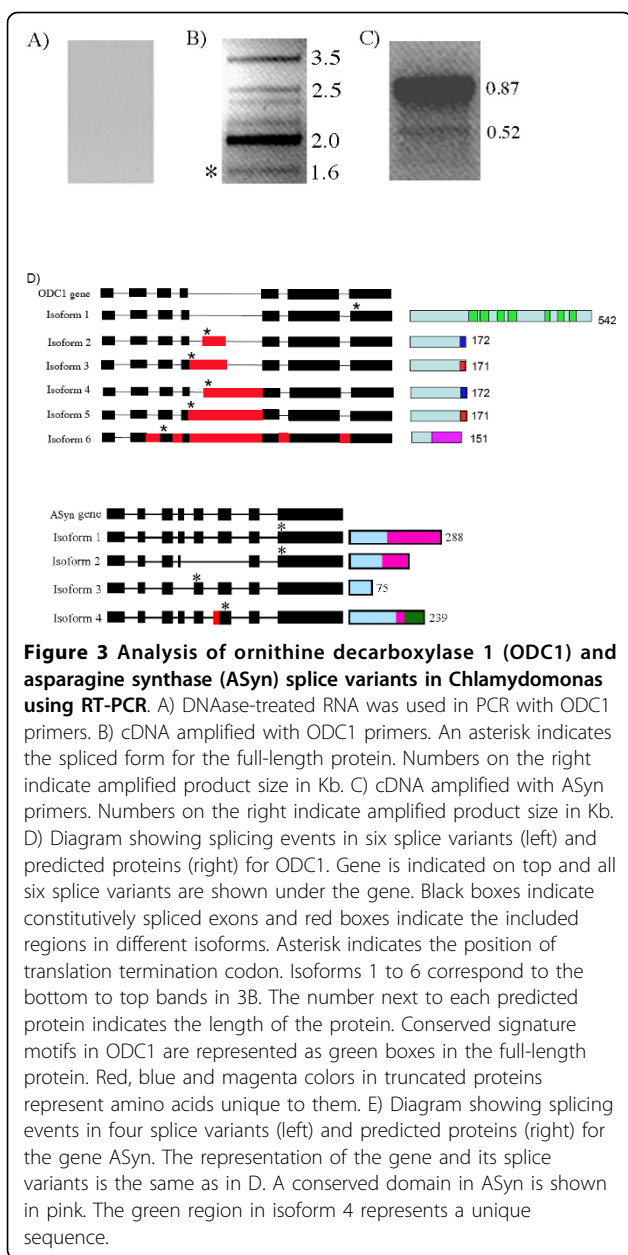 A)
B)
C)
3.5
2.5
2.0
* 1.6
0.87
0.52
D)
ODC1 gene
Isoform 1 * 542
Isoform 2 * 172
Isoform 3 * 171
Isoform 4 * 172
Isoform 5 * 171
Isoform 6 * 151
ASyn gene
Isoform 1 * 288
Isoform 2 *
Isoform 3 * 75
Isoform 4 * 239
Figure 3 Analysis of ornithine decarboxylase 1 (ODC1) and
asparagine synthase (ASyn) splice variants in Chlamydomonas
using RT-PCR. A) DNAase-treated RNA was used in PCR with ODC1
primers. B) cDNA amplified with ODC1 primers. An asterisk indicates
the spliced form for the full-length protein. Numbers on the right
indicate amplified product size in Kb. C) cDNA amplified with ASyn
primers. Numbers on the right indicate amplified product size in Kb.
D) Diagram showing splicing events in six splice variants (left) and
predicted proteins (right) for ODC1. Gene is indicated on top and all
six splice variants are shown under the gene. Black boxes indicate
constitutively spliced exons and red boxes indicate the included
regions in different isoforms. Asterisk indicates the position of
translation termination codon. Isoforms 1 to 6 correspond to the
bottom to top bands in 3B. The number next to each predicted
protein indicates the length of the protein. Conserved signature
motifs in ODC1 are represented as green boxes in the full-length
protein. Red, blue and magenta colors in truncated proteins
represent amino acids unique to them. E) Diagram showing splicing
events in four splice variants (left) and predicted proteins (right) for
the gene ASyn. The representation of the gene and its splice
variants is the same as in D. A conserved domain in ASyn is shown
in pink. The green region in isoform 4 represents a unique
sequence.